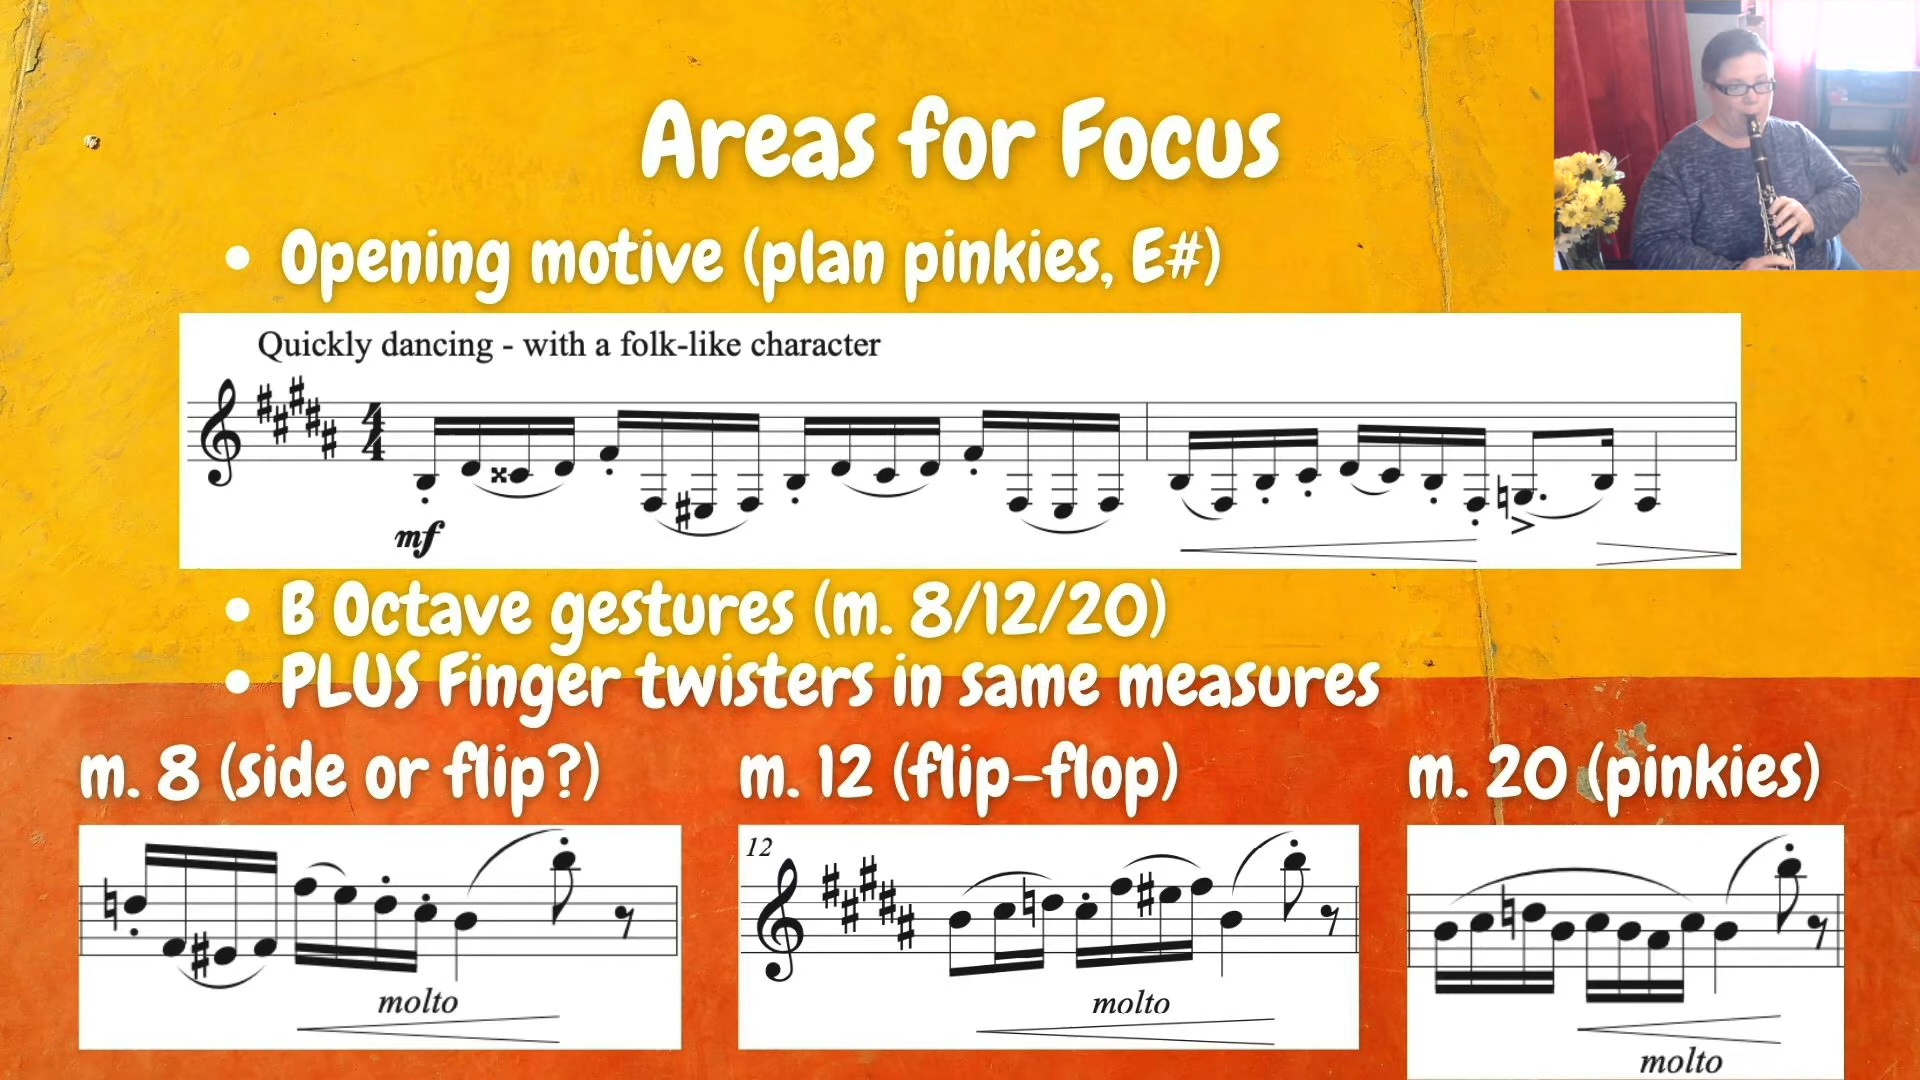 Areas for Focus
• Opening motive (plan pinkies, E#)
Quickly dancing - with a folk-like character
4
4
mf
• B Octave gestures (m. 8/12/20)
• PLUS Finger twisters in same measures
m. 8 (side or flip?)
m. 12 (flip-flop)
m. 20 (pinkies)
molto
12
molto
molto